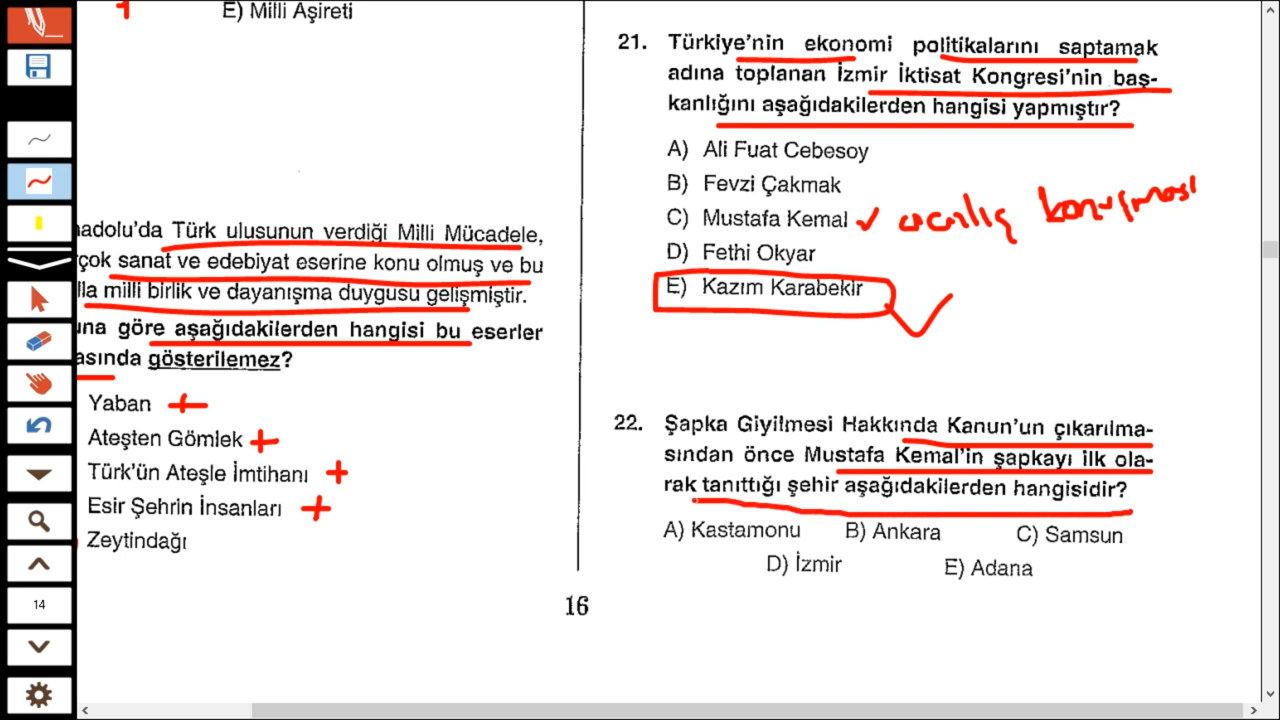 E) Milli Aşireti
nadolu'da Türk ulusunun verdiği Milli Mücadele,
rçok sanat ve edebiyat eserine konu olmuş ve bu
lla milli birlik ve dayanışma duygusu gelişmiştir.
una göre aşağıdakilerden hangisi bu eserler
asında gösterilemez?
Yaban
Ateşten Gömlek
Türk'ün Ateşle İmtihanı
Esir Şehrin İnsanları
Zeytindağı
21. Türkiye'nin ekonomi politikalarını saptamak
adına toplanan İzmir İktisat Kongresi'nin baş-
kanlığını aşağıdakilerden hangisi yapmıştır?
A) Ali Fuat Cebesoy
B) Fevzi Çakmak
C) Mustafa Kemal açılış konuşması
D) Fethi Okyar
E) Kazım Karabekir
22. Şapka Giyilmesi Hakkında Kanun'un çıkarılma-
sından önce Mustafa Kemal'in şapkayı ilk ola-
rak tanıttığı şehir aşağıdakilerden hangisidir?
A) Kastamonu B) Ankara C) Samsun
D) İzmir E) Adana
16
14